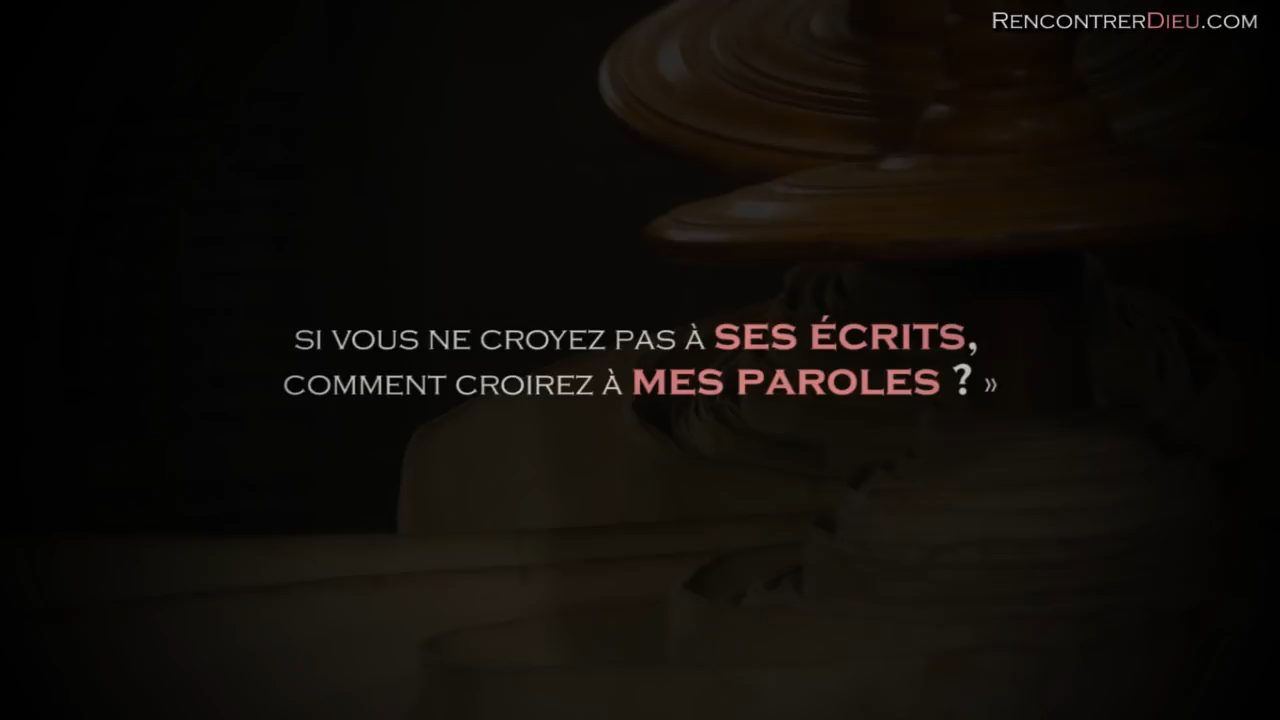 RENCONTRERDIEU.COM
SI VOUS NE CROYEZ PAS À SES ÉCRITS,
COMMENT CROIREZ À MES PAROLES ? »